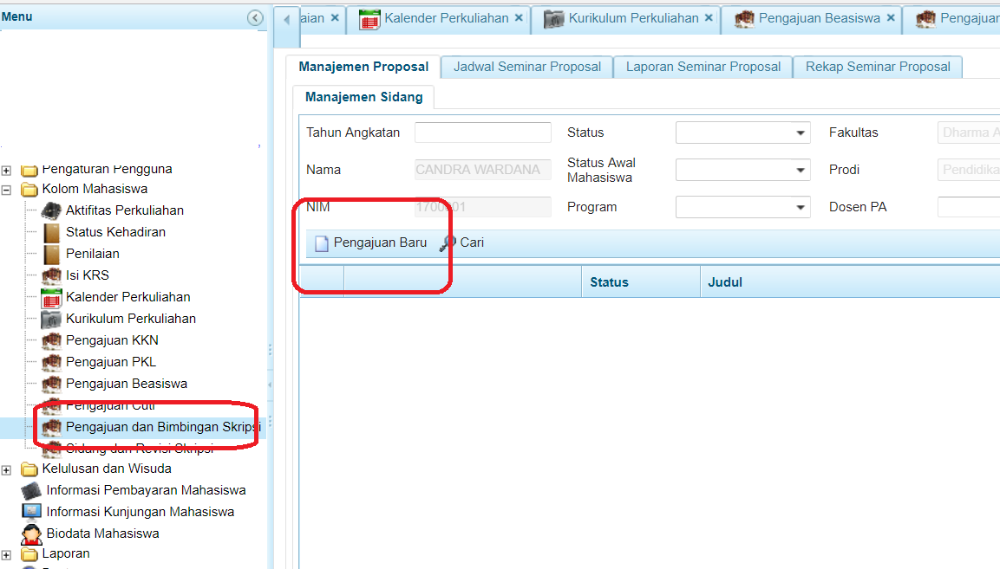 Menu
aian
Kalender Perkuliahan
Kurikulum Perkuliahan
Pengajuan Beasiswa
Pengajuan
Manajemen Proposal
Jadwal Seminar Proposal
Laporan Seminar Proposal
Rekap Seminar Proposal
Manajemen Sidang
Tahun Angkatan
Status
Fakultas
Dharma A
Nama
CANDRA WARDANA
Status Awal
Mahasiswa
Prodi
Pendidika
NIM
Program
Dosen PA
Pengajuan Baru
Cari
Status
Judul
Pengaturan Pengguna
Kolom Mahasiswa
Aktifitas Perkuliahan
Status Kehadiran
Penilaian
Isi KRS
Kalender Perkuliahan
Kurikulum Perkuliahan
Pengajuan KKN
Pengajuan PKL
Pengajuan Beasiswa
Pengajuan Cuti
Pengajuan dan Bimbingan Skripsi
Sidang dan Revisi Skripsi
Kelulusan dan Wisuda
Informasi Pembayaran Mahasiswa
Informasi Kunjungan Mahasiswa
Biodata Mahasiswa
Laporan